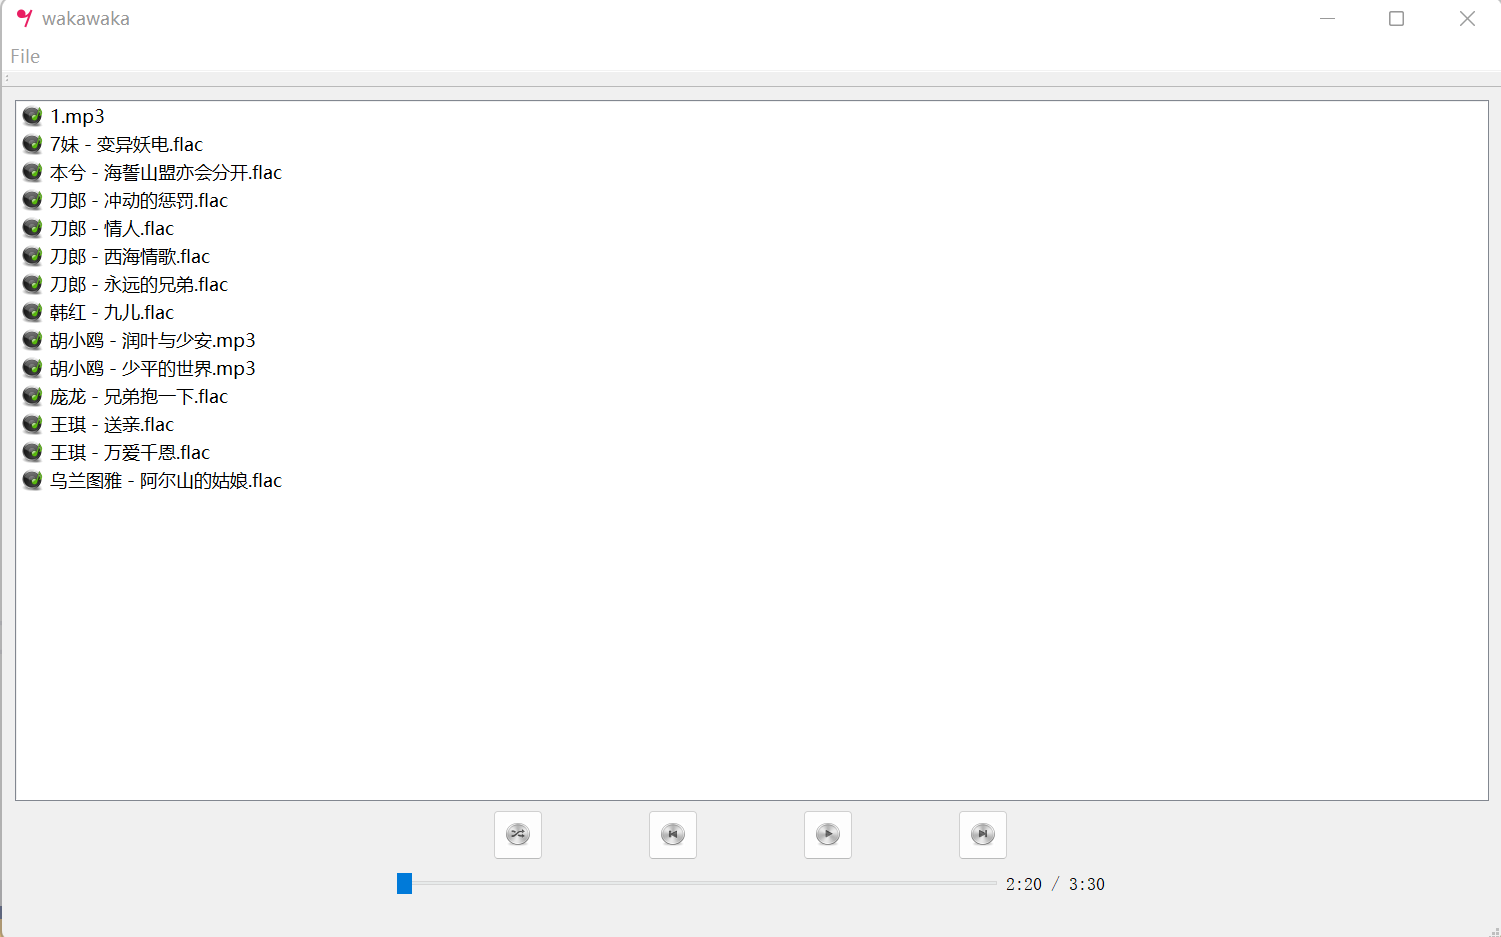 wakawaka
File
1.mp3
7妹 - 变异妖电.flac
本兮 - 海誓山盟亦会分开.flac
刀郎 - 冲动的惩罚.flac
刀郎 - 情人.flac
刀郎 - 西海情歌.flac
刀郎 - 永远的兄弟.flac
韩红 - 九儿.flac
胡小鸥 - 润叶与少安.mp3
胡小鸥 - 少平的世界.mp3
庞龙 - 兄弟抱一下.flac
王琪 - 送亲.flac
王琪 - 万爱千恩.flac
乌兰图雅 - 阿尔山的姑娘.flac
2:20 / 3:30